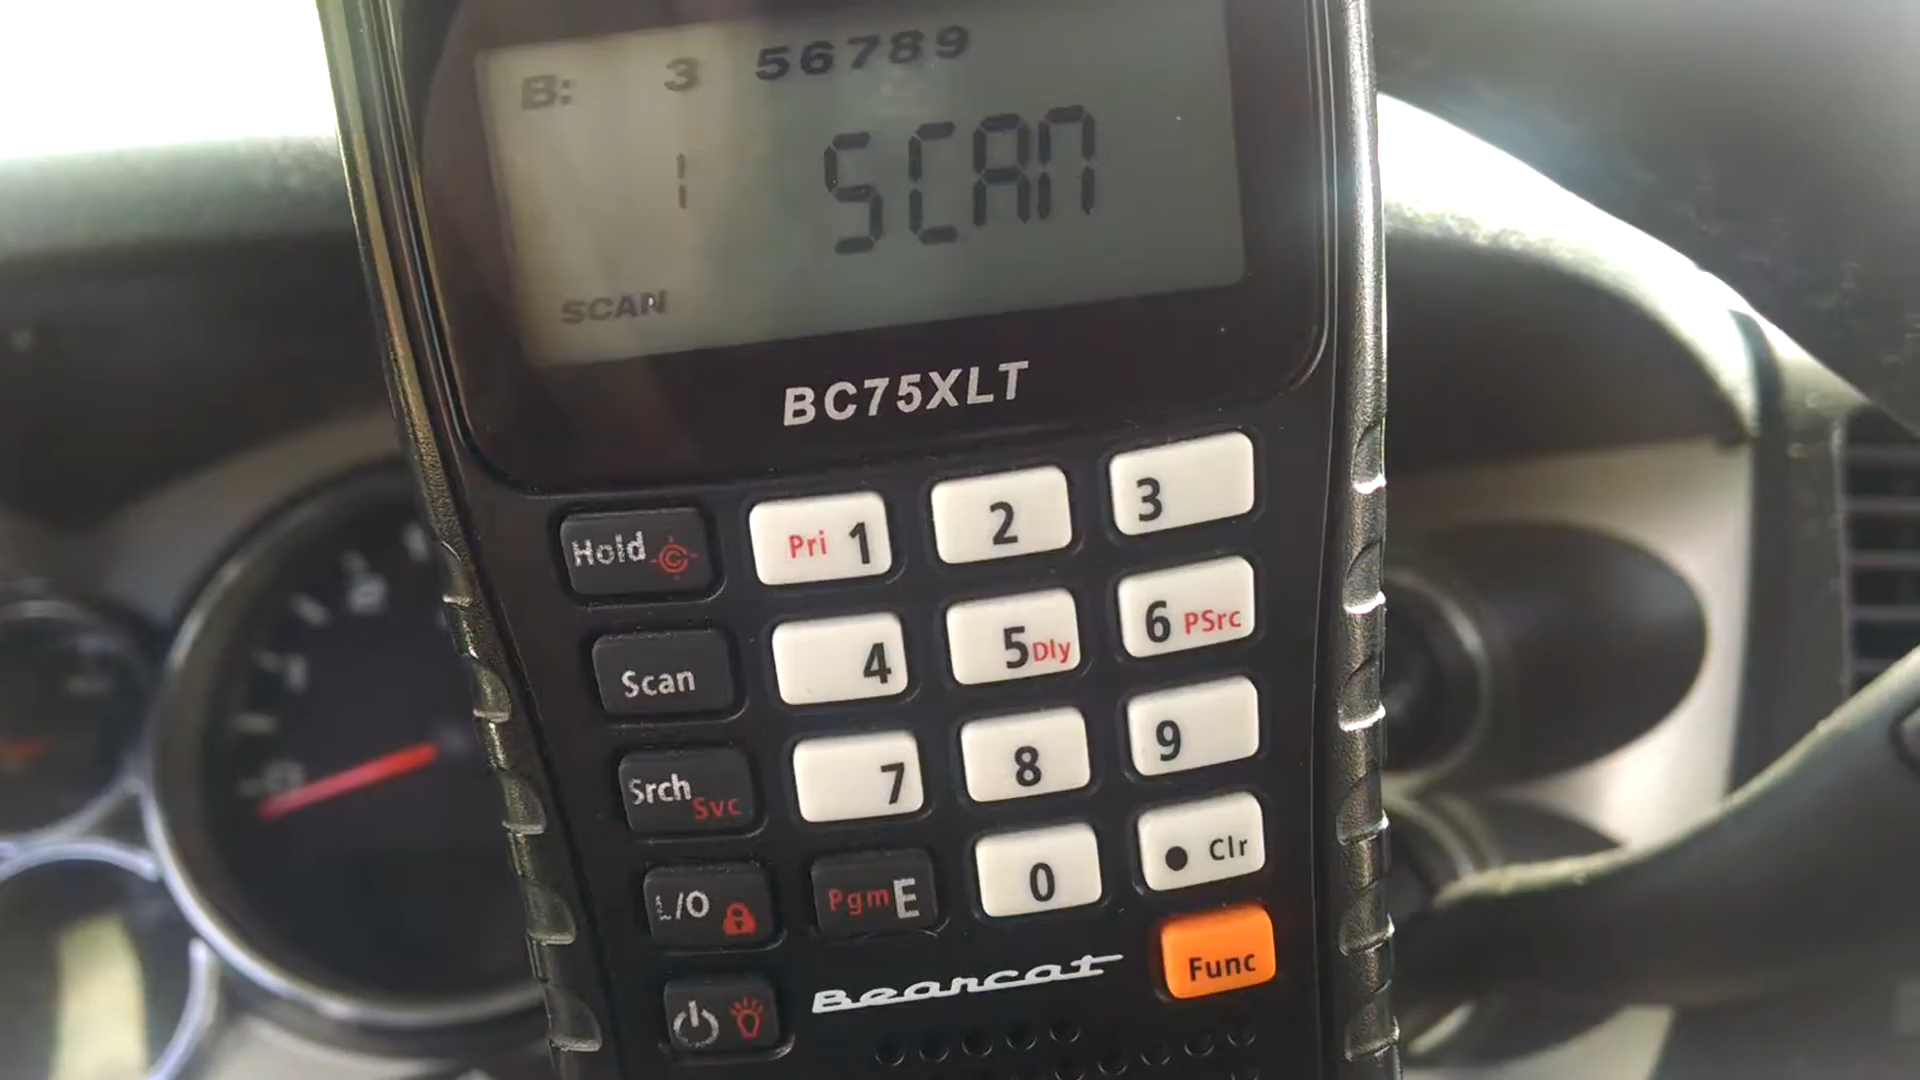 B: 3 56789
1 SCAN
SCAN
BC75XLT
Hold Pri 1 2 3
Scan 4 5 Dly 6 PSrc
Srch Svc 7 8 9
L/O Pgm E 0 • Clr
Bearcat Func